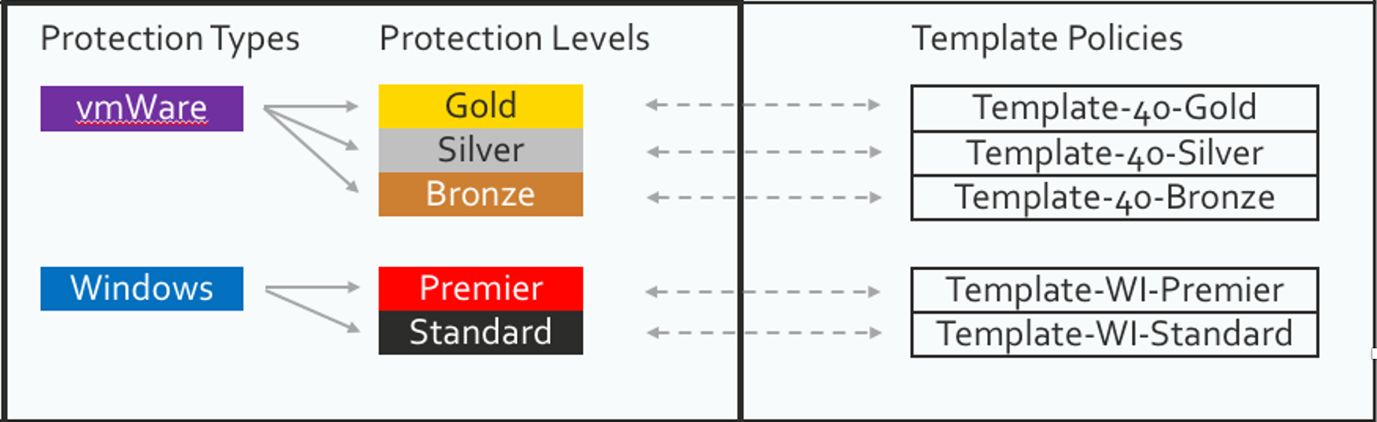 Protection Types Protection Levels Template Policies
vmWare Gold Template-40-Gold
Silver Template-40-Silver
Bronze Template-40-Bronze
Windows Premier Template-WI-Premier
Standard Template-WI-Standard